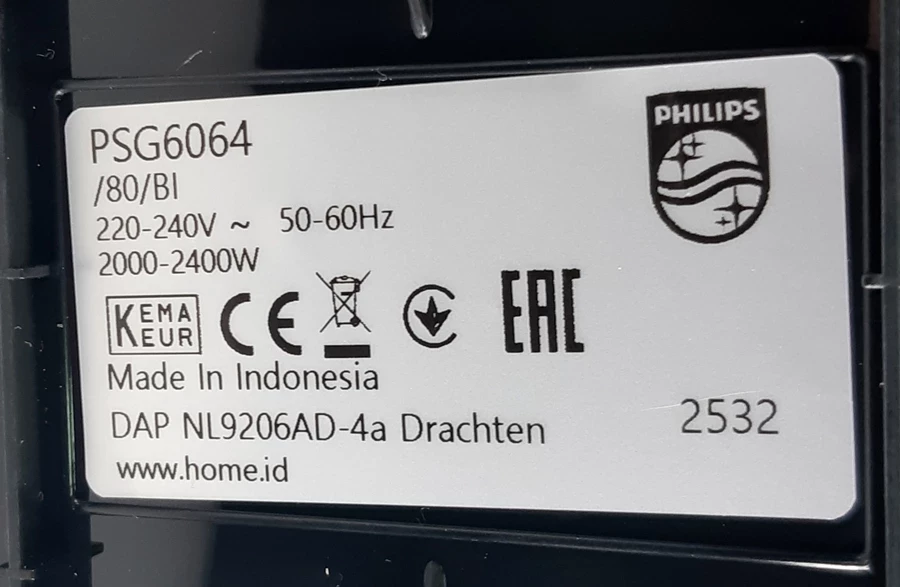 PHILIPS
PSG6064
/80/BI
220-240V ~ 50-60Hz
2000-2400W
KEMA
EUR
CE
EAC
Made In Indonesia
DAP NL9206AD-4a Drachten
2532
www.home.id